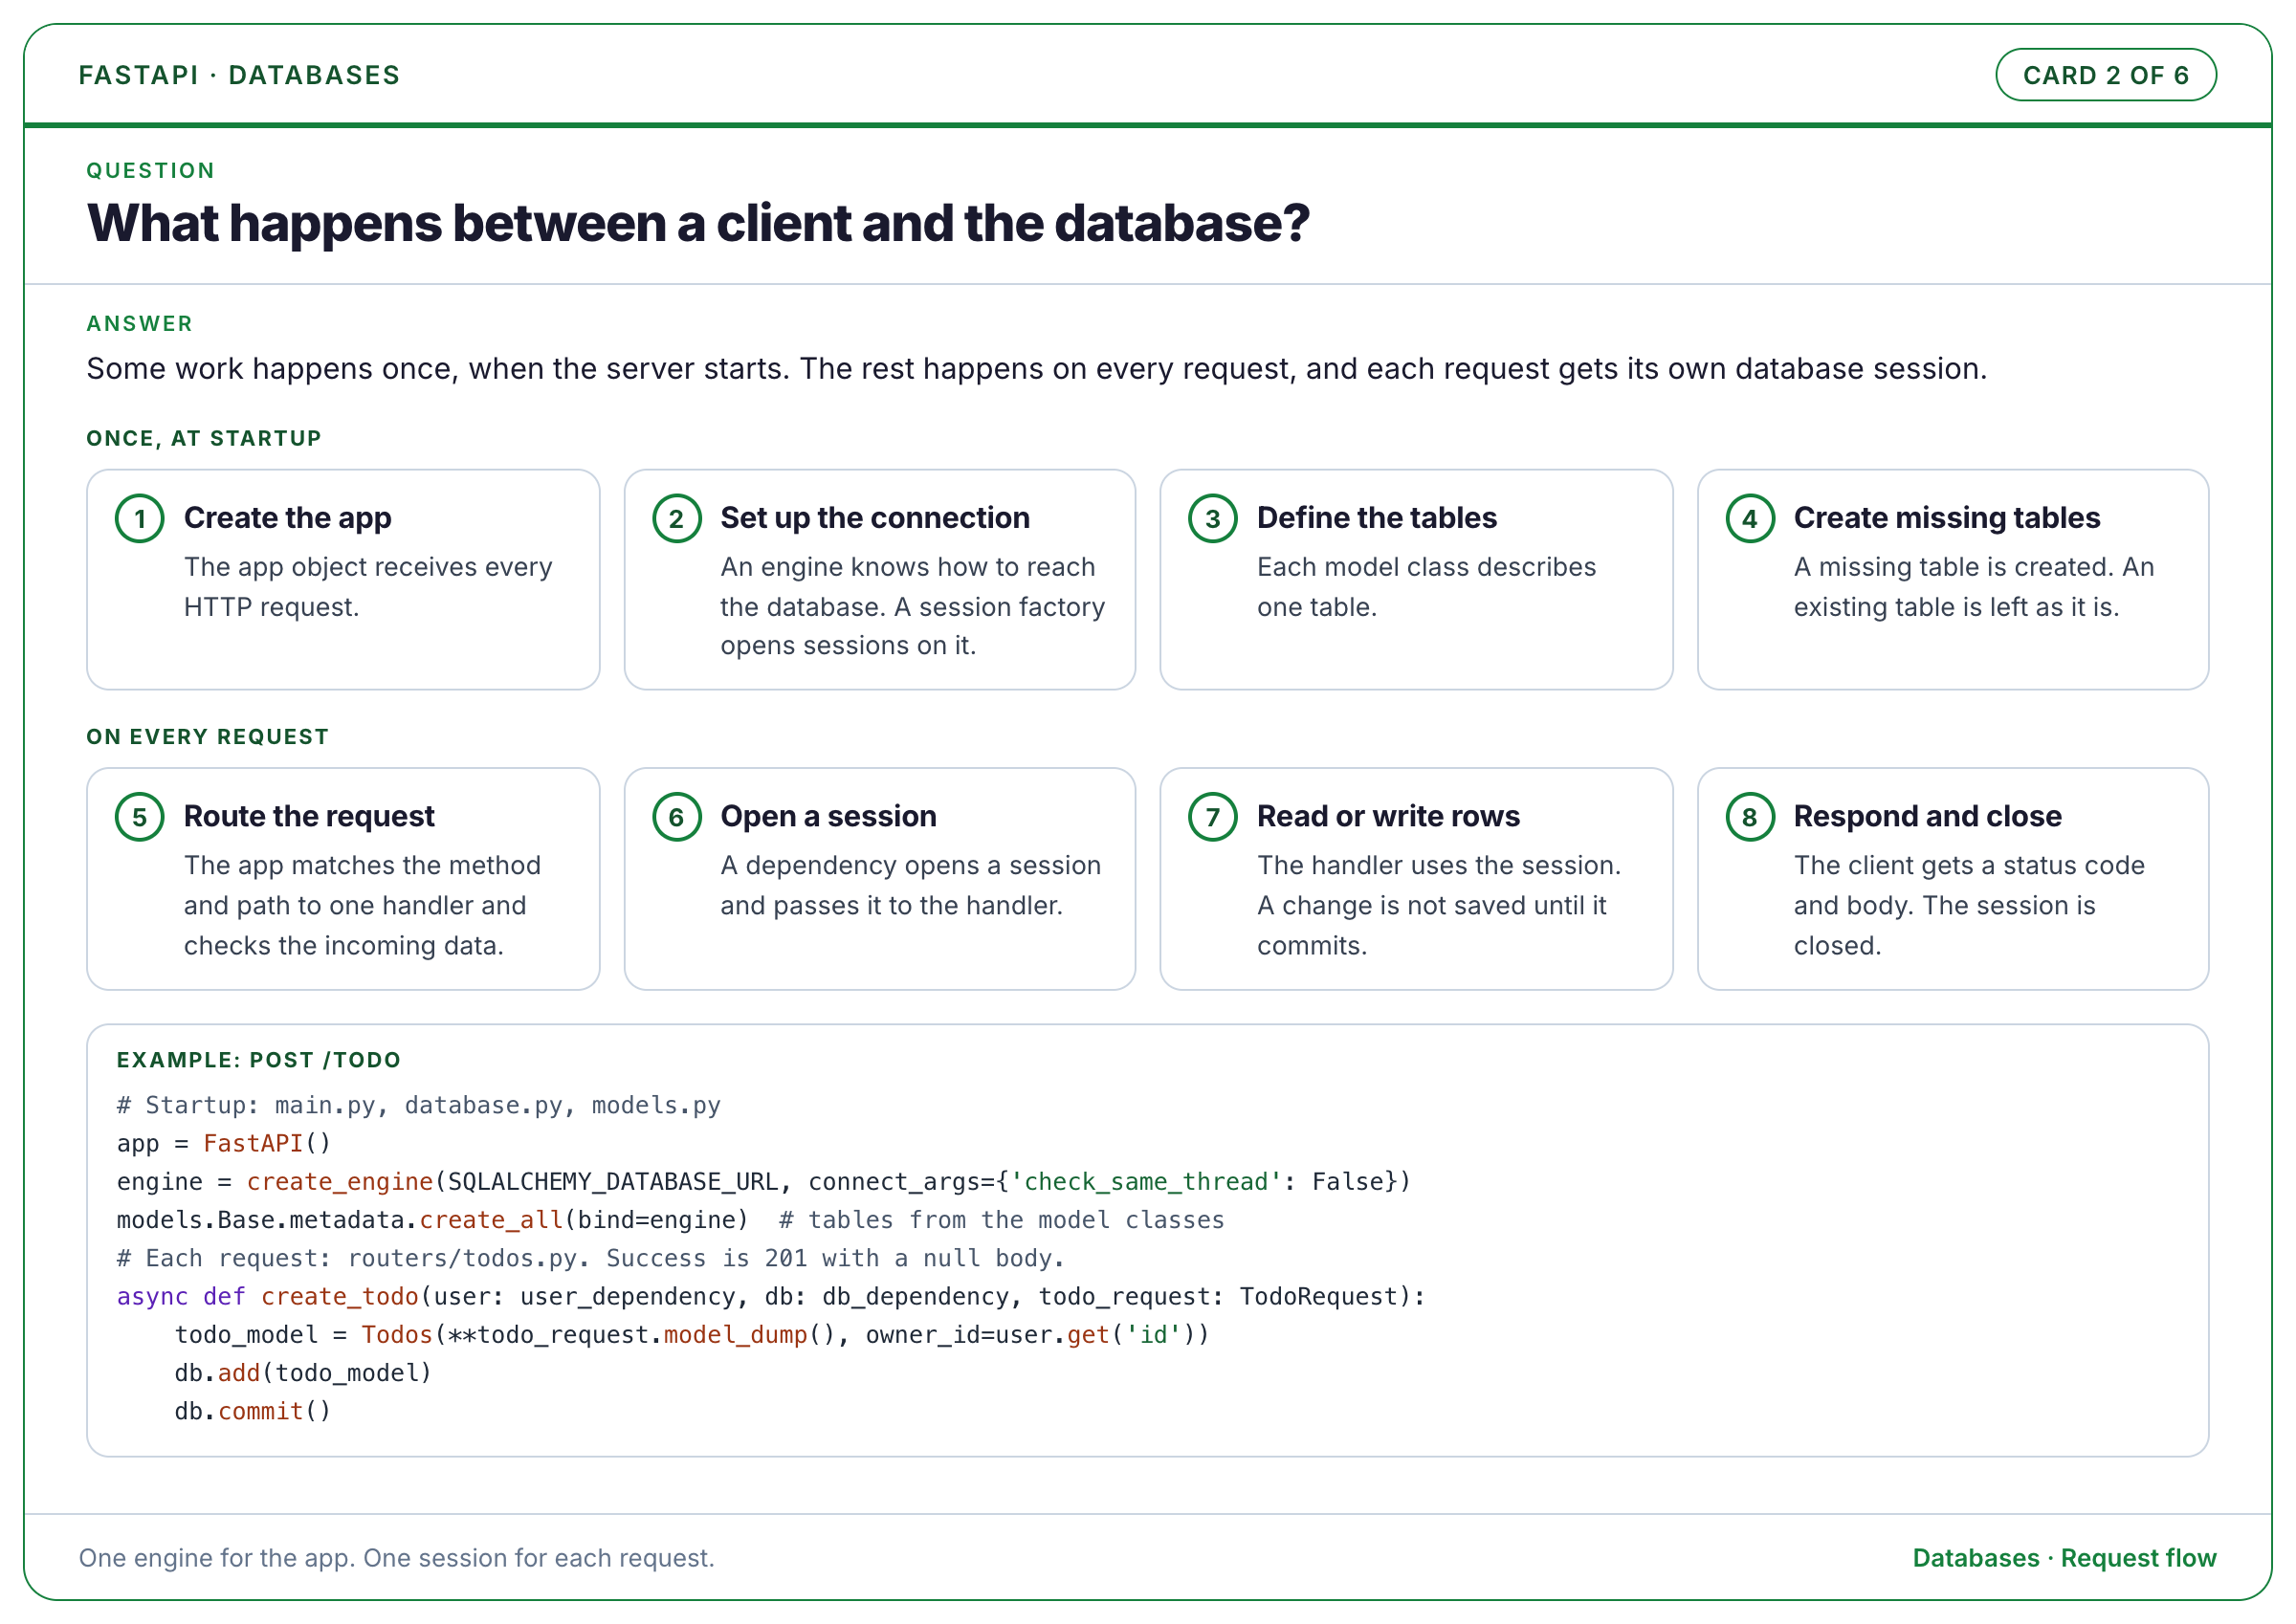 FASTAPI · DATABASES
CARD 2 OF 6
QUESTION
What happens between a client and the database?
ANSWER
Some work happens once, when the server starts. The rest happens on every request, and each request gets its own database session.
ONCE, AT STARTUP
1 Create the app
The app object receives every
HTTP request.
2 Set up the connection
An engine knows how to reach
the database. A session factory
opens sessions on it.
3 Define the tables
Each model class describes
one table.
4 Create missing tables
A missing table is created. An
existing table is left as it is.
ON EVERY REQUEST
5 Route the request
The app matches the method
and path to one handler and
checks the incoming data.
6 Open a session
A dependency opens a session
and passes it to the handler.
7 Read or write rows
The handler uses the session.
A change is not saved until it
commits.
8 Respond and close
The client gets a status code
and body. The session is
closed.
EXAMPLE: POST /TODO
# Startup: main.py, database.py, models.py
app = FastAPI()
engine = create_engine(SQLALCHEMY_DATABASE_URL, connect_args={'check_same_thread': False})
models.Base.metadata.create_all(bind=engine)  # tables from the model classes
# Each request: routers/todos.py. Success is 201 with a null body.
async def create_todo(user: user_dependency, db: db_dependency, todo_request: TodoRequest):
    todo_model = Todos(**todo_request.model_dump(), owner_id=user.get('id'))
    db.add(todo_model)
    db.commit()
One engine for the app. One session for each request.
Databases · Request flow